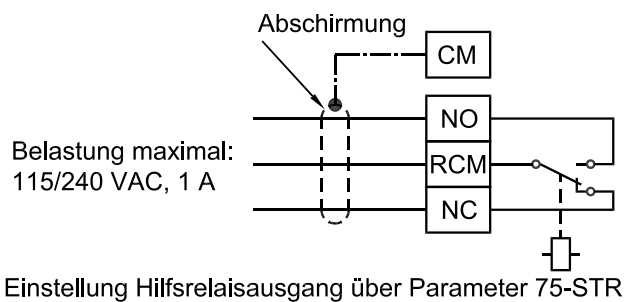 Abschirmung
CM
NO
Belastung maximal:
RCM
115/240 VAC, 1 A
NC
Einstellung Hilfsrelaisausgang über Parameter 75-STR